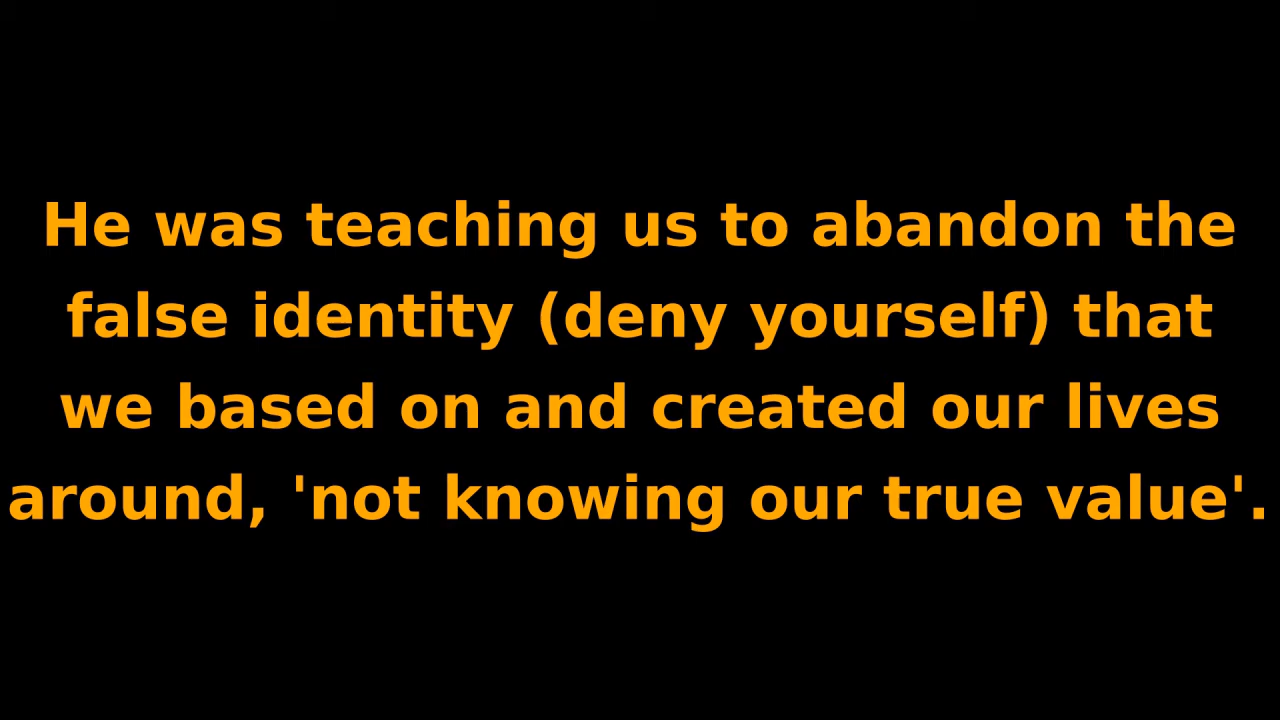 He was teaching us to abandon the
false identity (deny yourself) that
we based on and created our lives
around, 'not knowing our true value'.